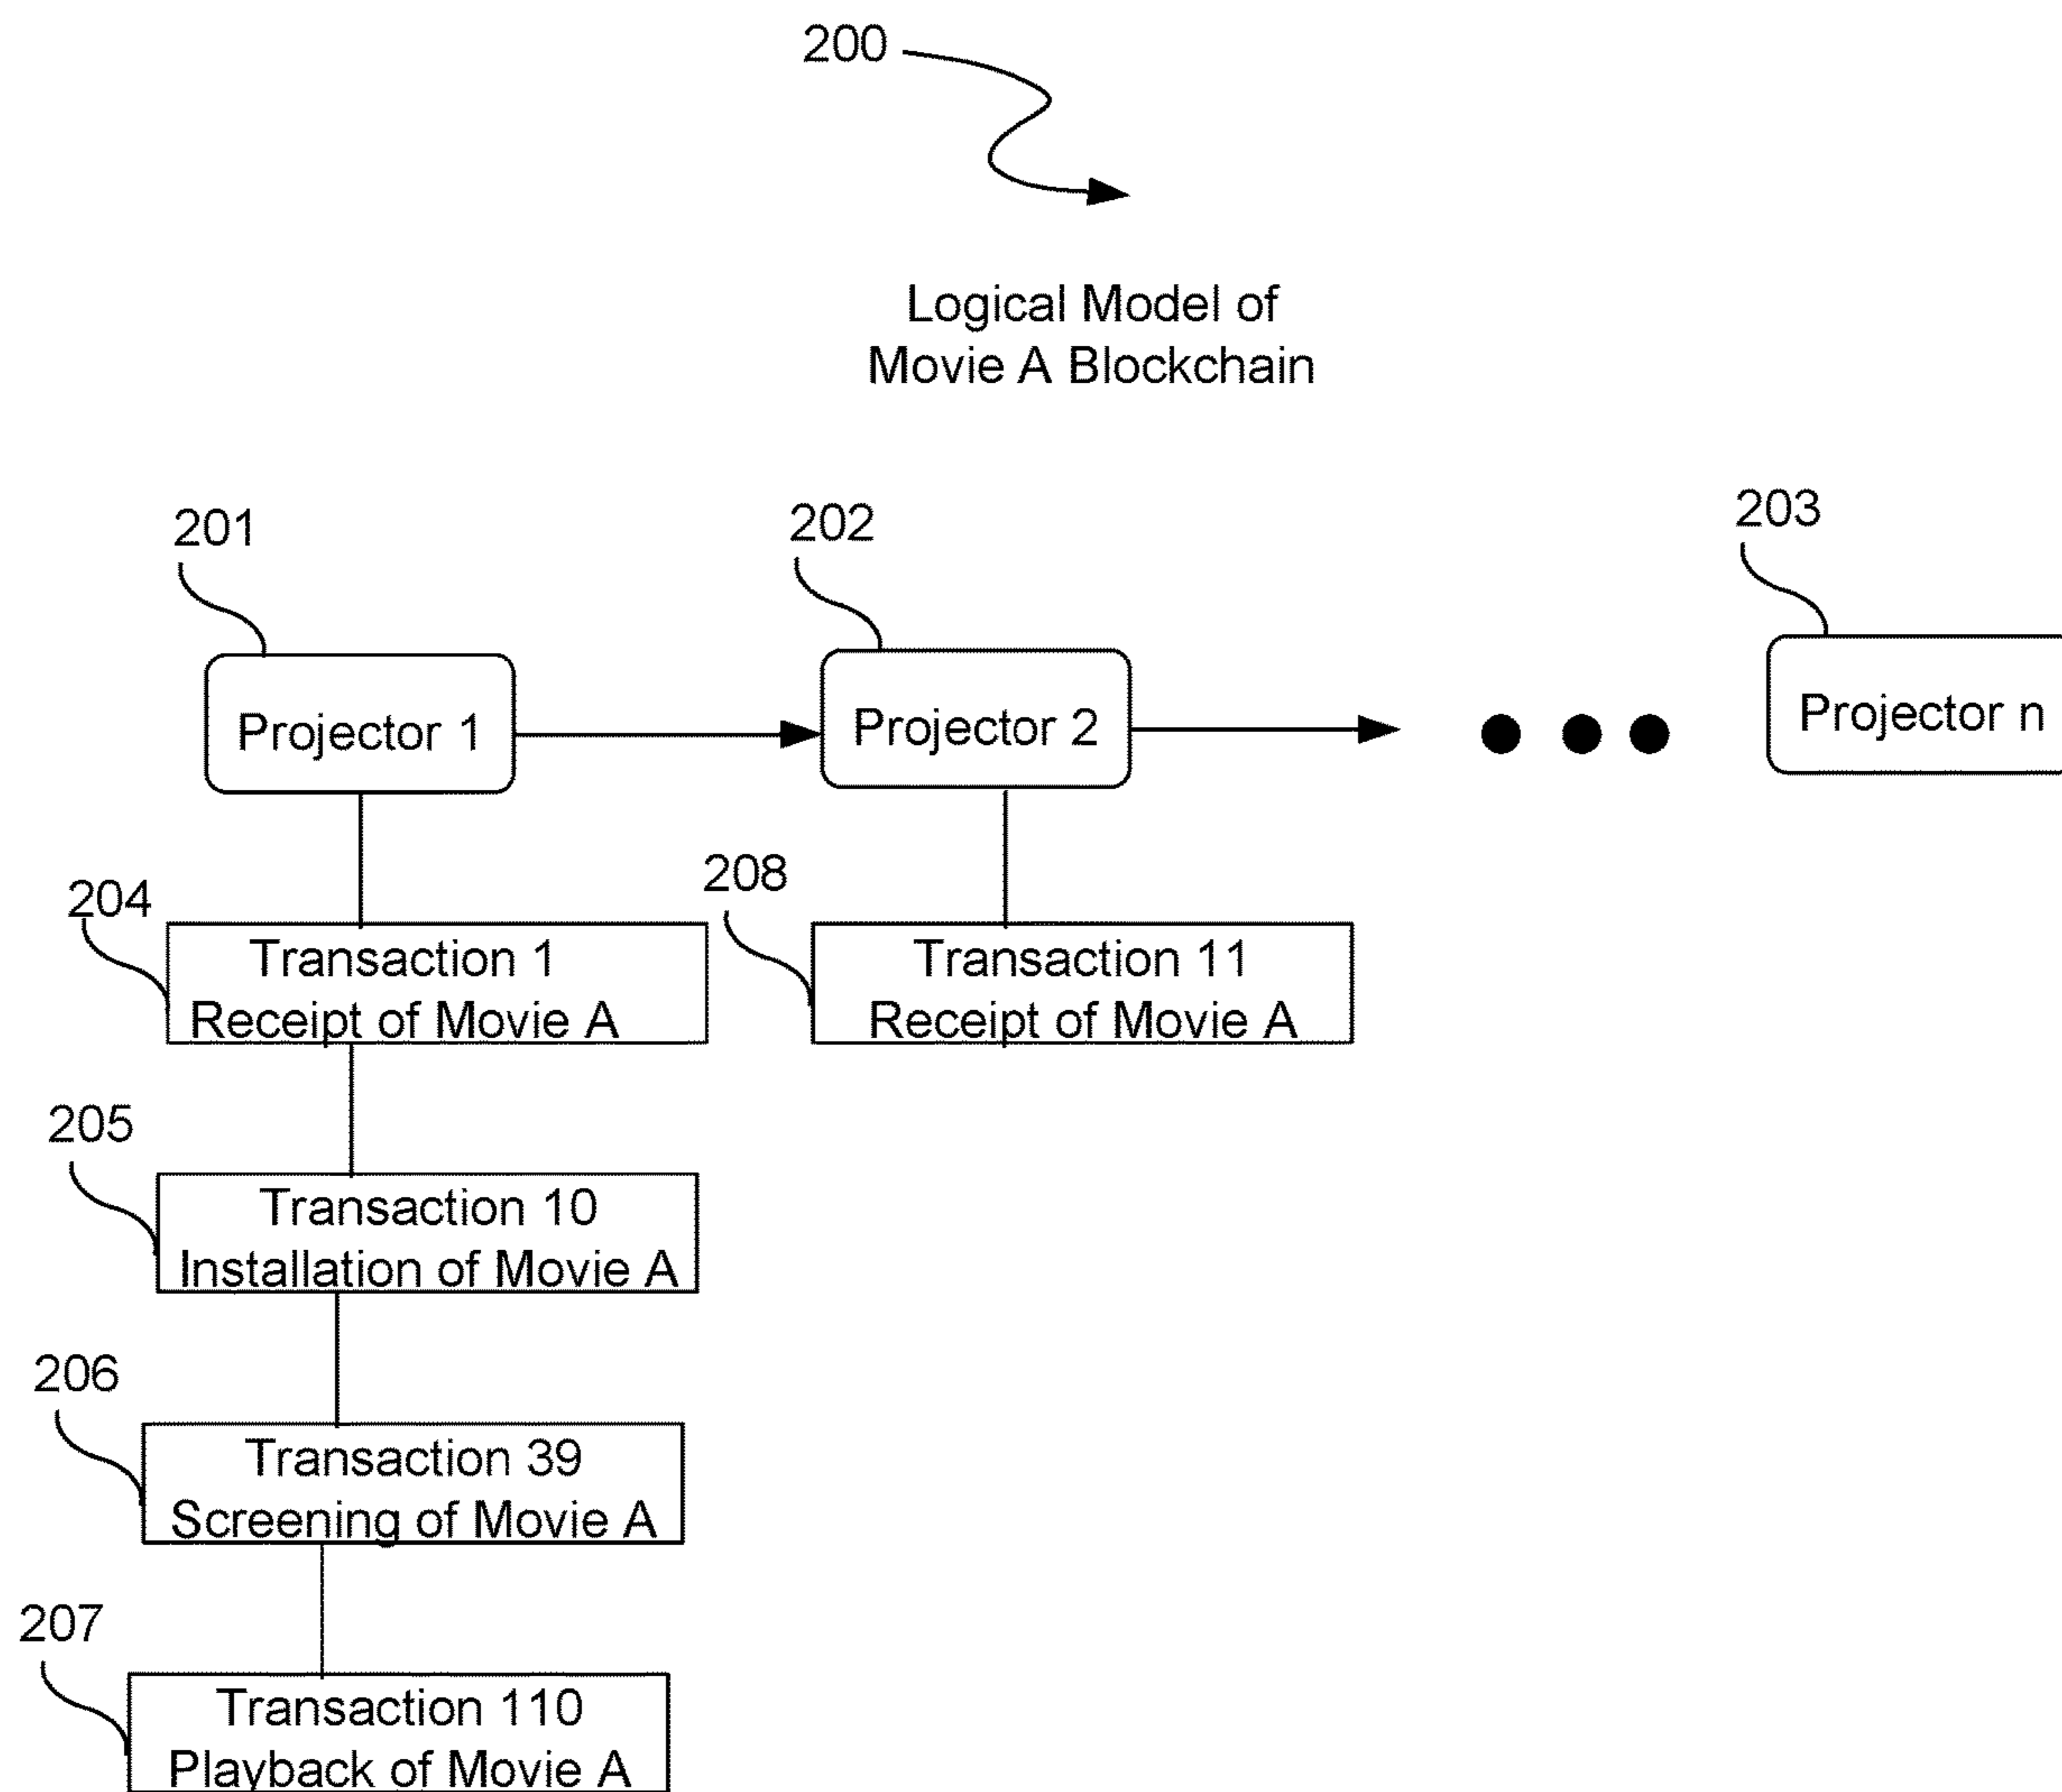 200
Logical Model of
Movie A Blockchain
201
202
203
Projector 1
Projector 2
Projector n
204
208
Transaction 1
Receipt of Movie A
Transaction 11
Receipt of Movie A
205
Transaction 10
Installation of Movie A
206
Transaction 39
Screening of Movie A
207
Transaction 110
Playback of Movie A